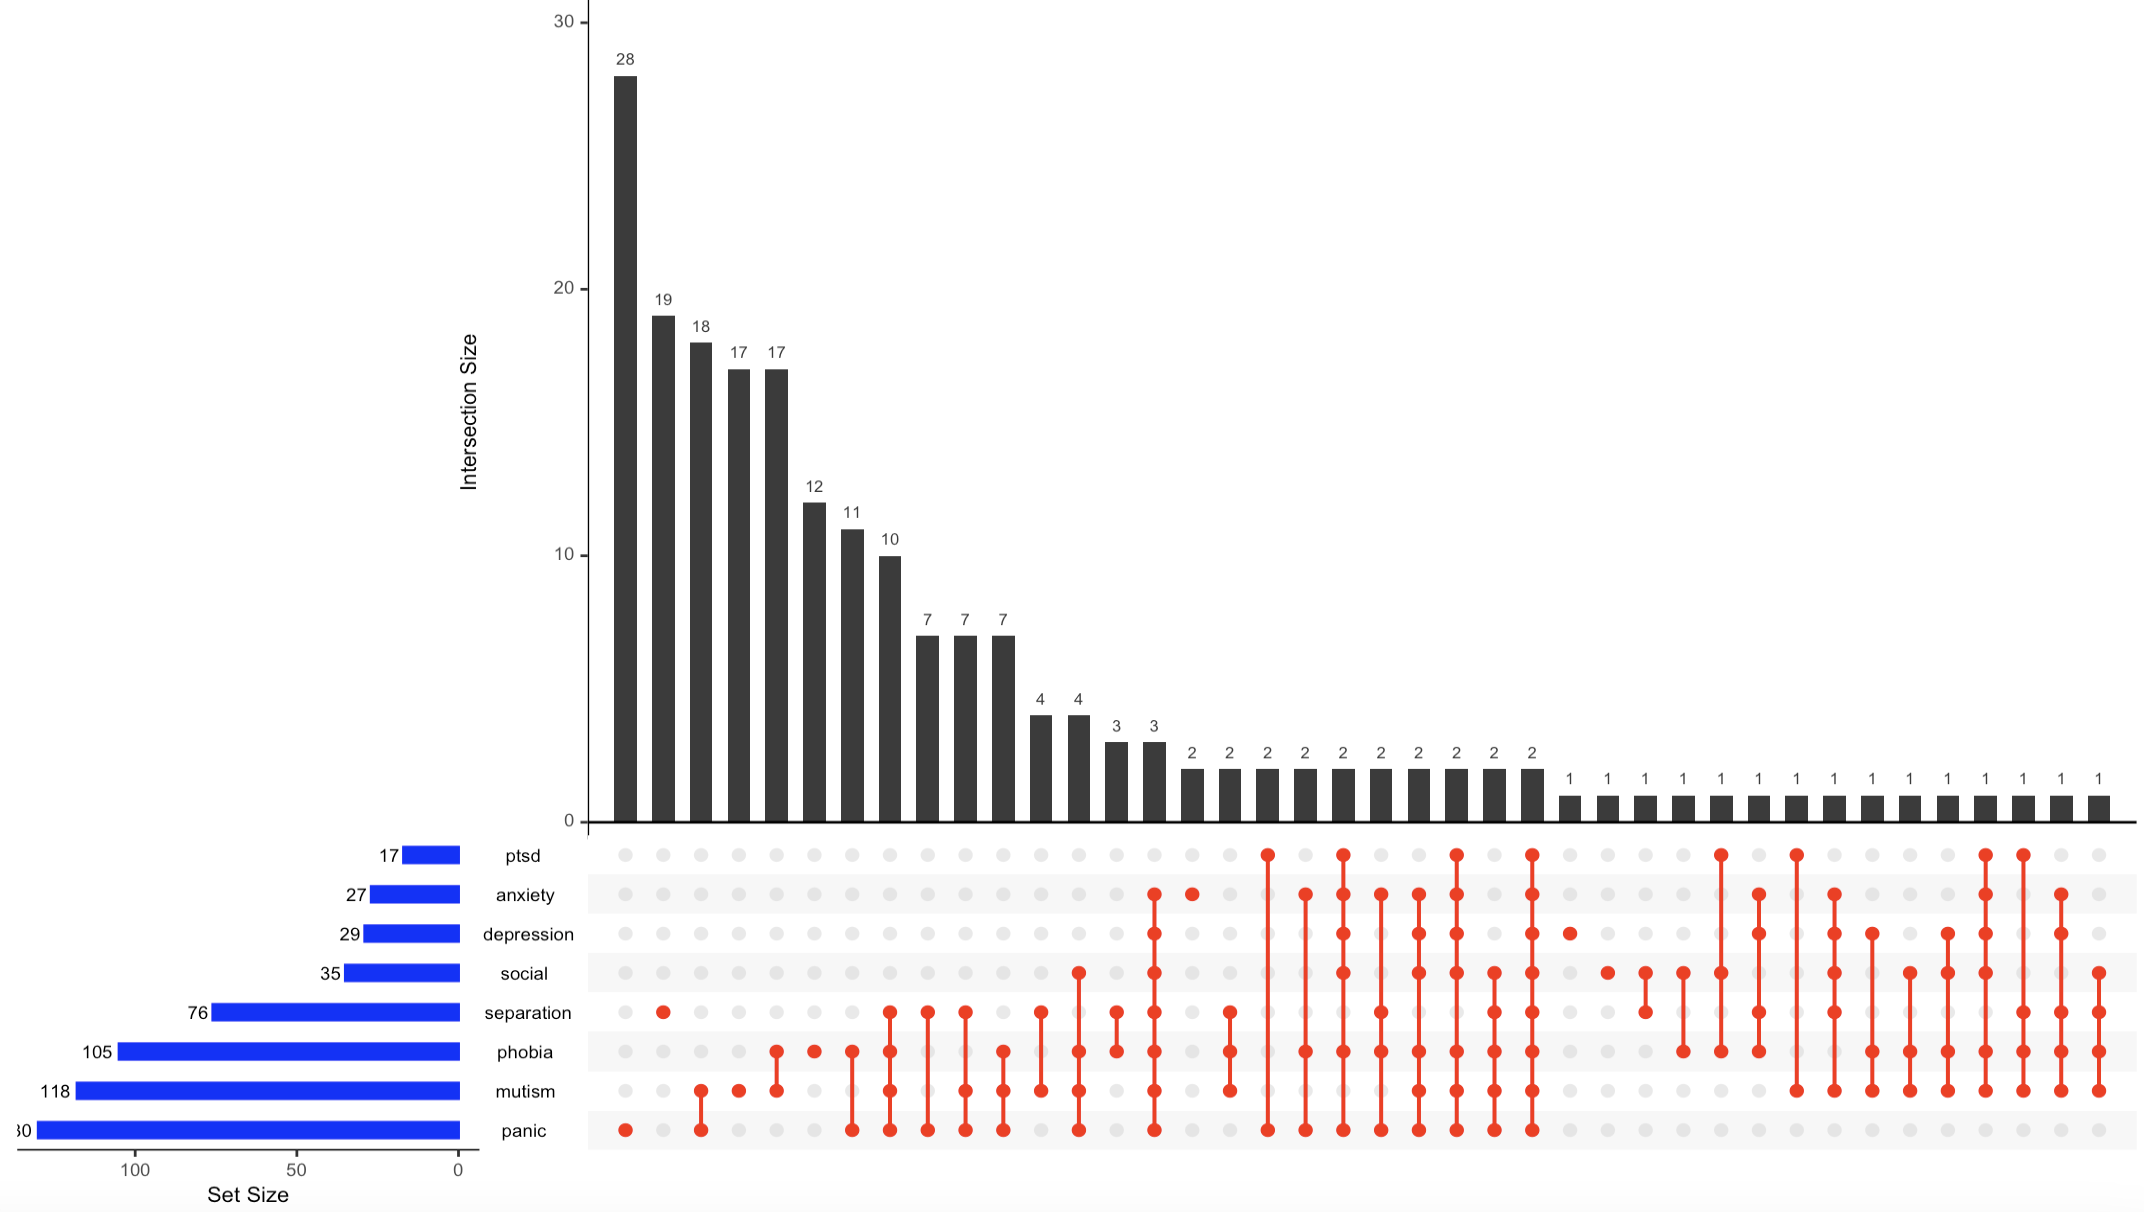 30
28
19
18
17 17
20
12
11
10
10
7 7 7
4 4
3 3
2 2 2 2 2 2 2 2 2 2
1 1 1 1 1 1 1 1 1 1 1 1 1 1 1
0
Intersection Size
17 ptsd
27 anxiety
29 depression
35 social
76 separation
105 phobia
118 mutism
30 panic
100 50 0
Set Size